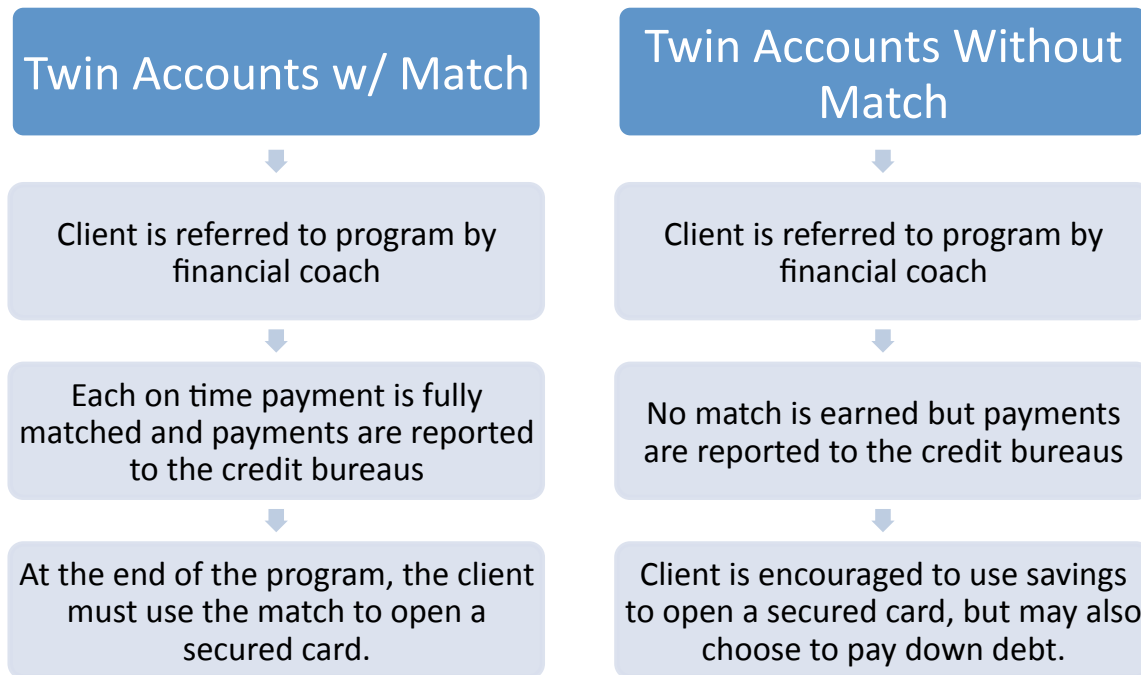 Twin Accounts w/ Match
Client is referred to program by
financial coach
Each on time payment is fully
matched and payments are reported
to the credit bureaus
At the end of the program, the client
must use the match to open a
secured card.
Twin Accounts Without
Match
Client is referred to program by
financial coach
No match is earned but payments
are reported to the credit bureaus
Client is encouraged to use savings
to open a secured card, but may also
choose to pay down debt.